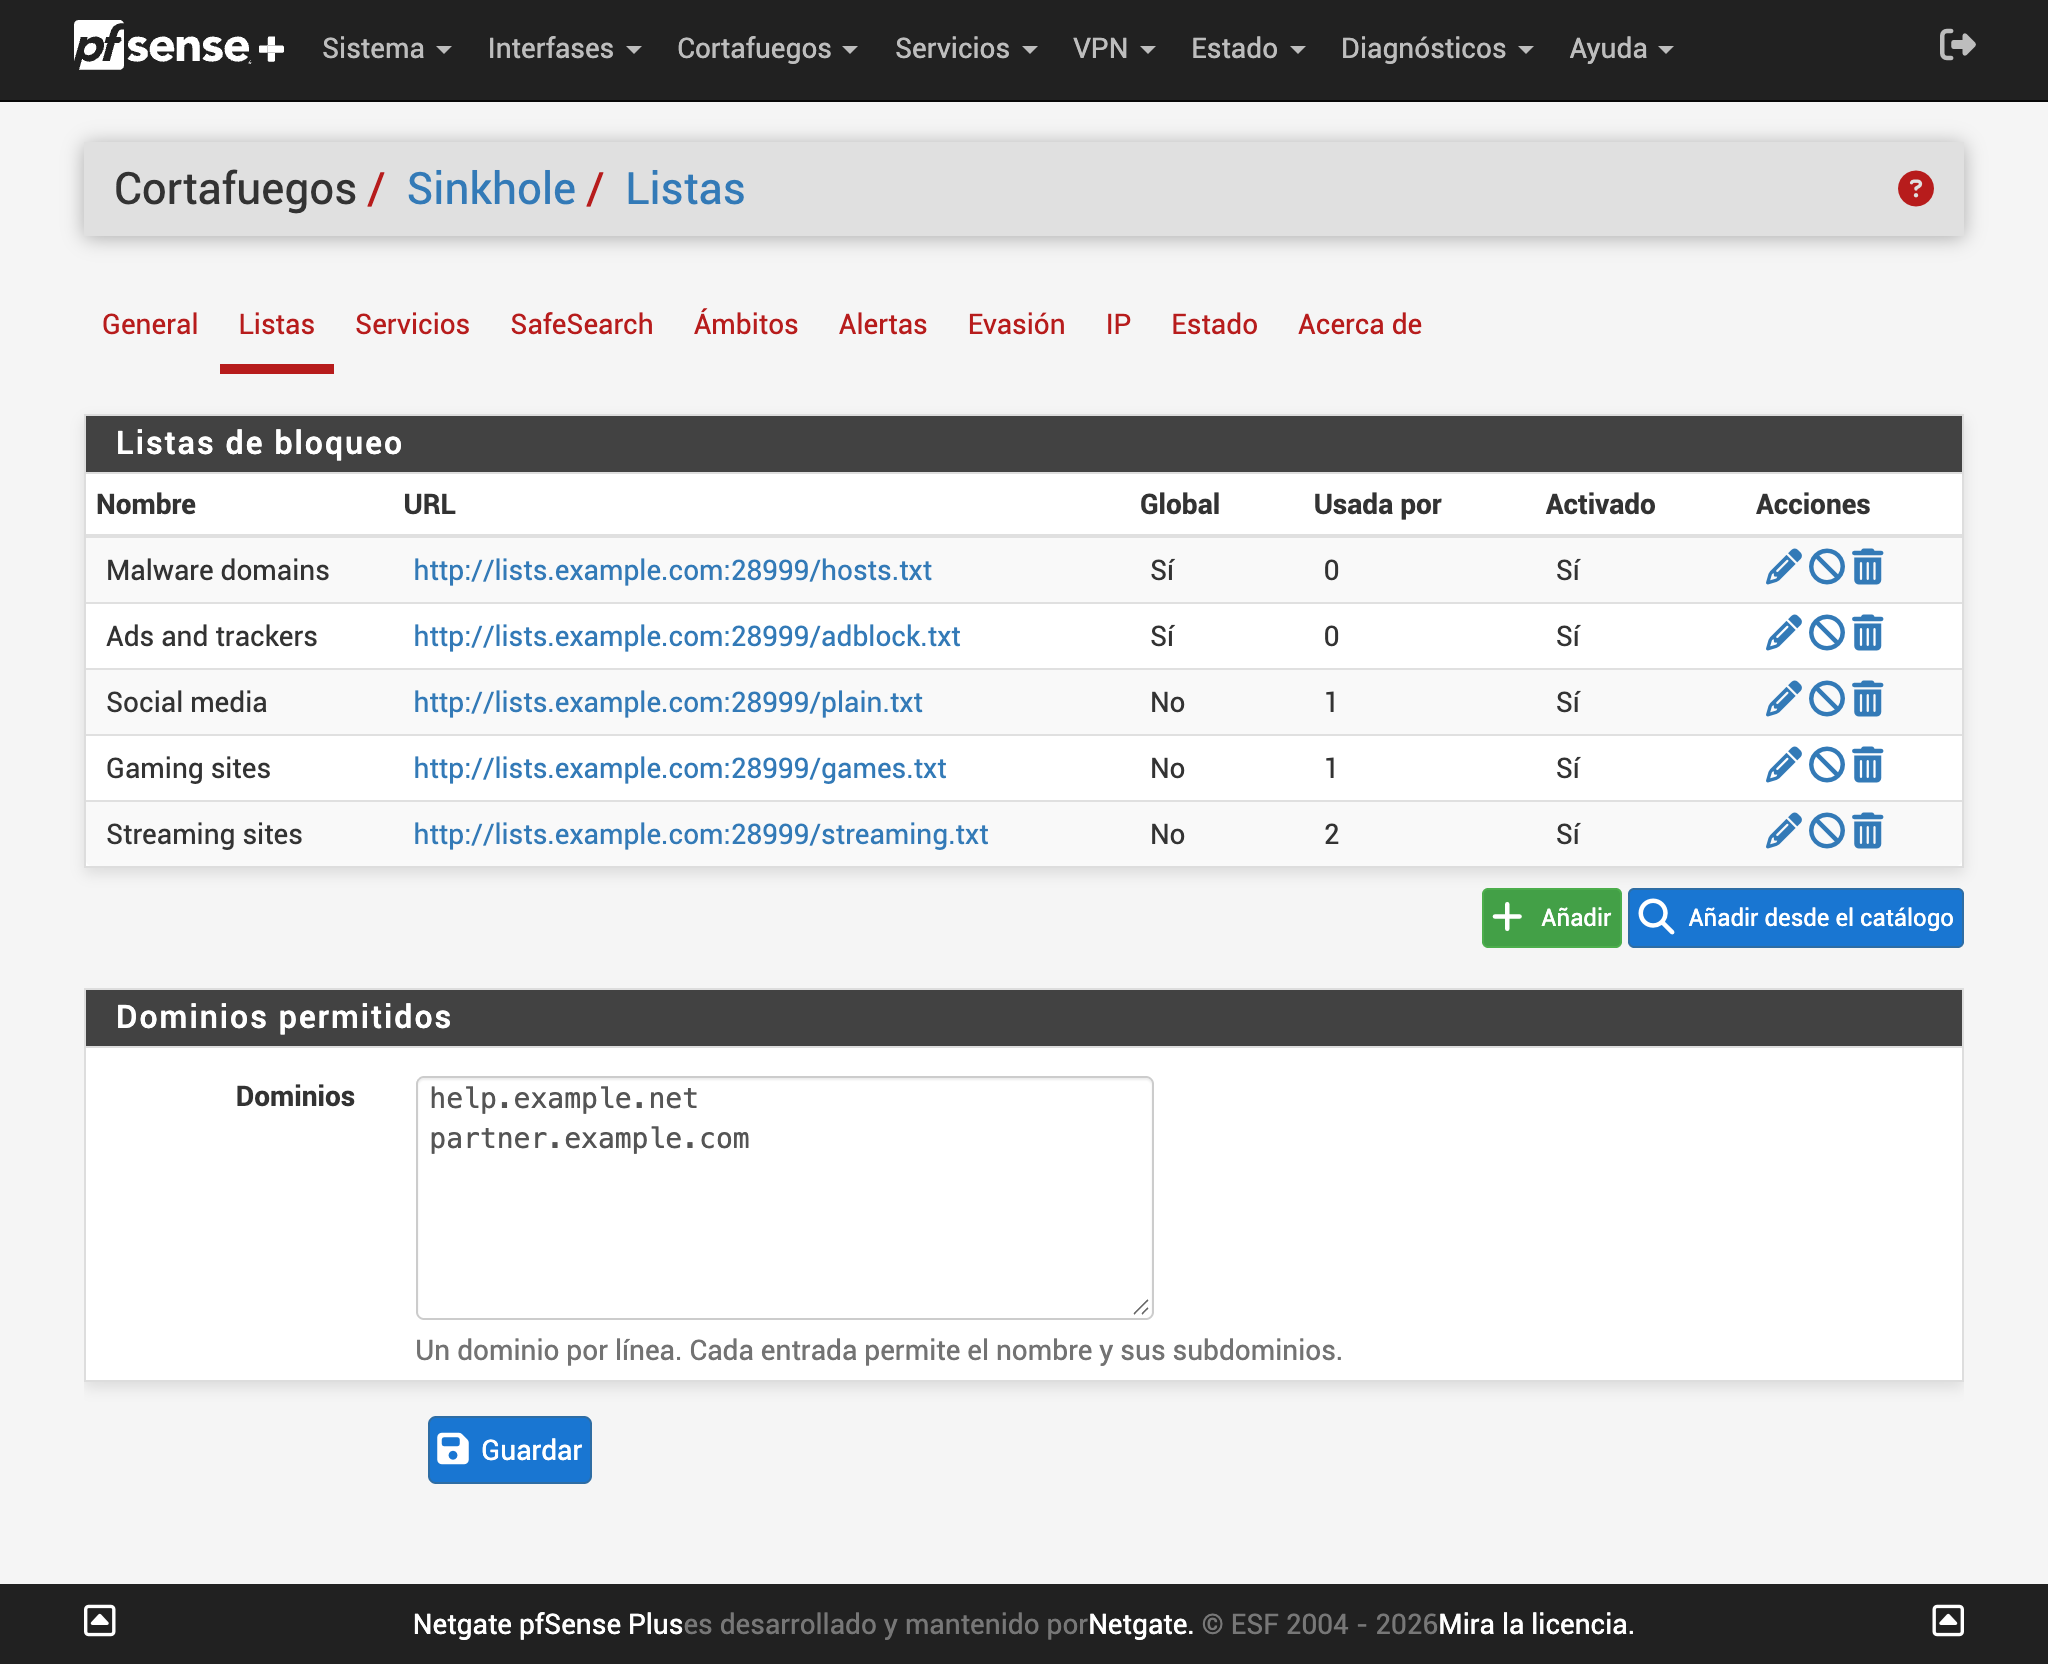 pfsense+ Sistema Interfases Cortafuegos Servicios VPN Estado Diagnósticos Ayuda
Cortafuegos / Sinkhole / Listas
General Listas Servicios SafeSearch Ámbitos Alertas Evasión IP Estado Acerca de
Listas de bloqueo
Nombre URL Global Usada por Activado Acciones
Malware domains http://lists.example.com:28999/hosts.txt Sí 0 Sí
Ads and trackers http://lists.example.com:28999/adblock.txt Sí 0 Sí
Social media http://lists.example.com:28999/plain.txt No 1 Sí
Gaming sites http://lists.example.com:28999/games.txt No 1 Sí
Streaming sites http://lists.example.com:28999/streaming.txt No 2 Sí
Añadir Añadir desde el catálogo
Dominios permitidos
Dominios
help.example.net
partner.example.com
Un dominio por línea. Cada entrada permite el nombre y sus subdominios.
Guardar
Netgate pfSense Pluses desarrollado y mantenido porNetgate. © ESF 2004 - 2026Mira la licencia.